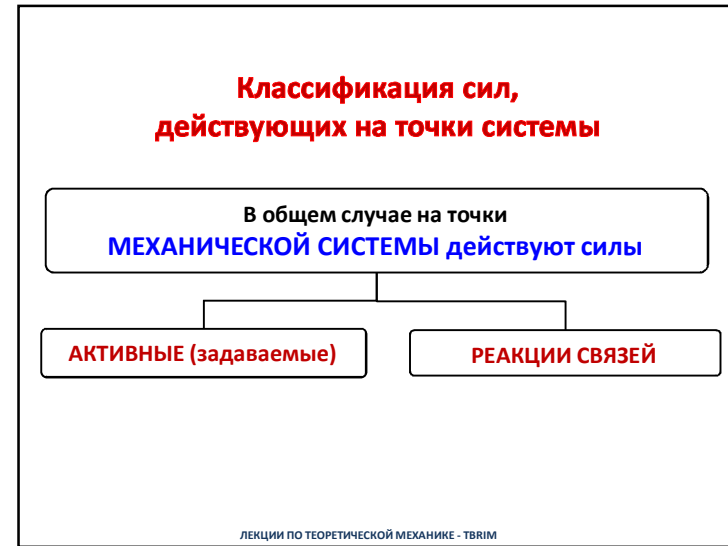 Классификация сил,
действующих на точки системы
В общем случае на точки
МЕХАНИЧЕСКОЙ СИСТЕМЫ действуют силы
АКТИВНЫЕ (задаваемые)
РЕАКЦИИ СВЯЗЕЙ
ЛЕКЦИИ ПО ТЕОРЕТИЧЕСКОЙ МЕХАНИКЕ - TBRIM